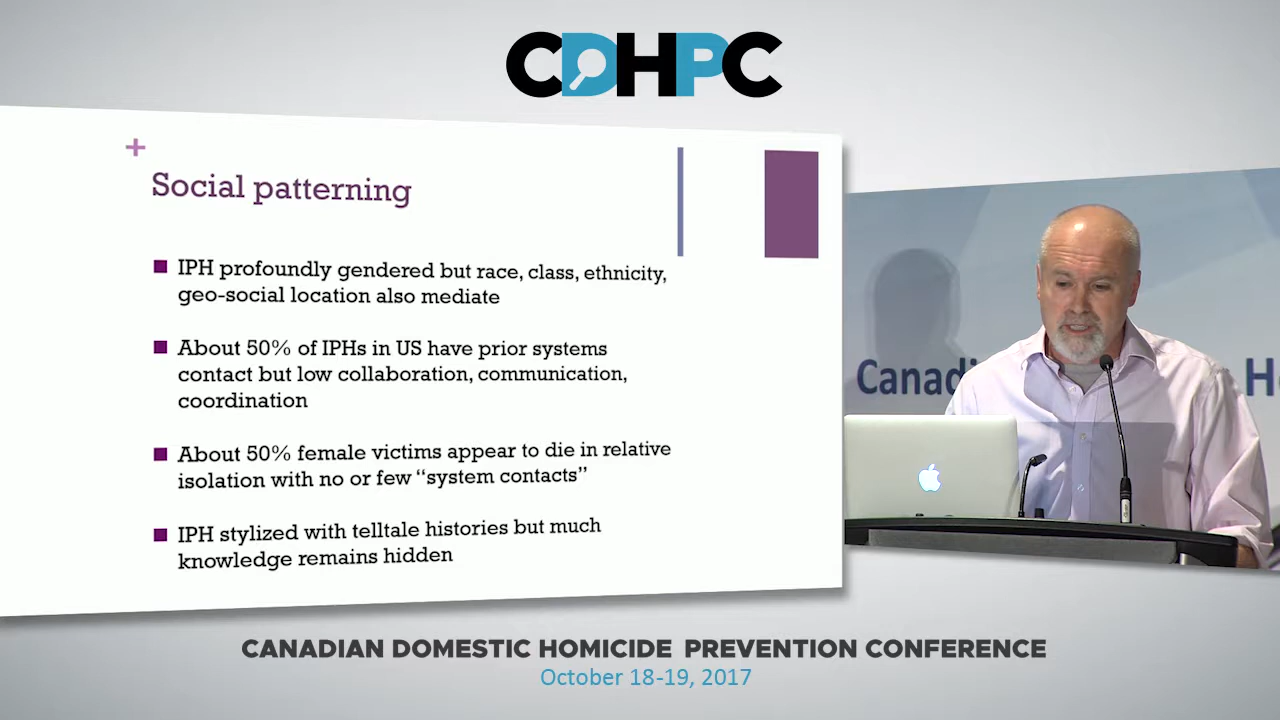 CDHPC
+
Social patterning
IPH profoundly gendered but race, class, ethnicity,
geo-social location also mediate
About 50% of IPHs in US have prior systems
contact but low collaboration, communication,
coordination
About 50% female victims appear to die in relative
isolation with no or few “system contacts”
IPH stylized with telltale histories but much
knowledge remains hidden
Canad
H
CANADIAN DOMESTIC HOMICIDE PREVENTION CONFERENCE
October 18-19, 2017